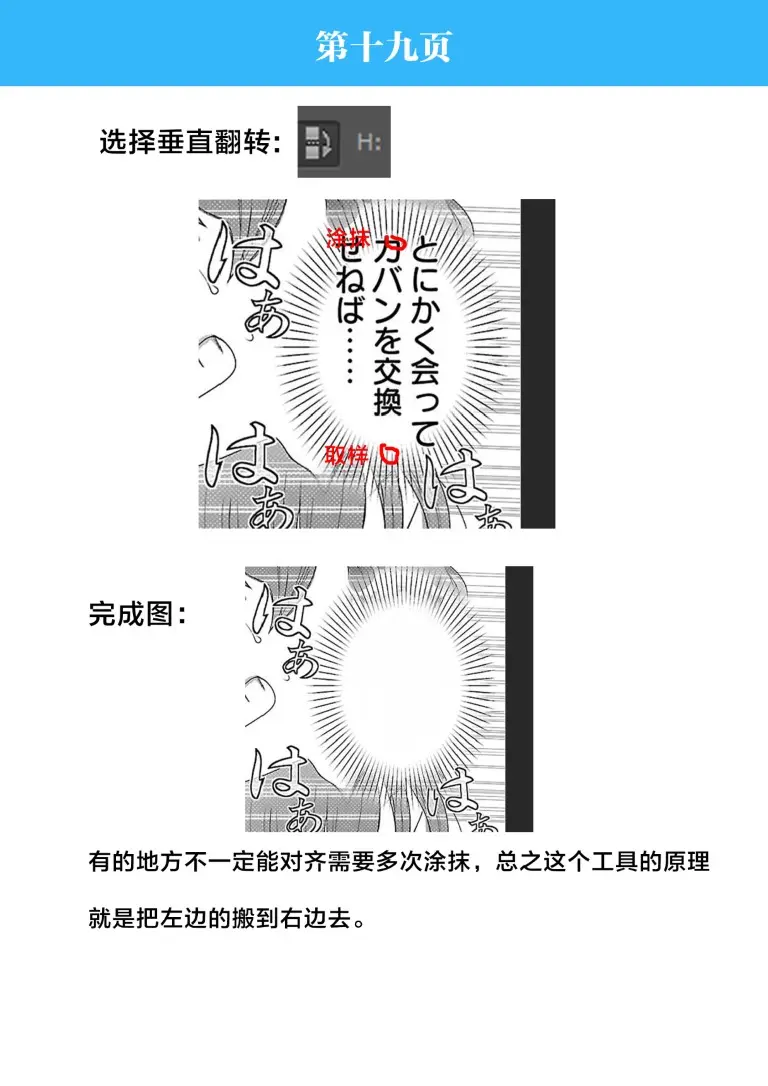 第十九页
选择垂直翻转:
H:
はぁ
涂抹
とにかく会って
カバンを交換
せねば……
取样
はぁ
はぁ
完成图:
はぁ
はぁ
はぁ
有的地方不一定能对齐需要多次涂抹，总之这个工具的原理
就是把左边的搬到右边去。